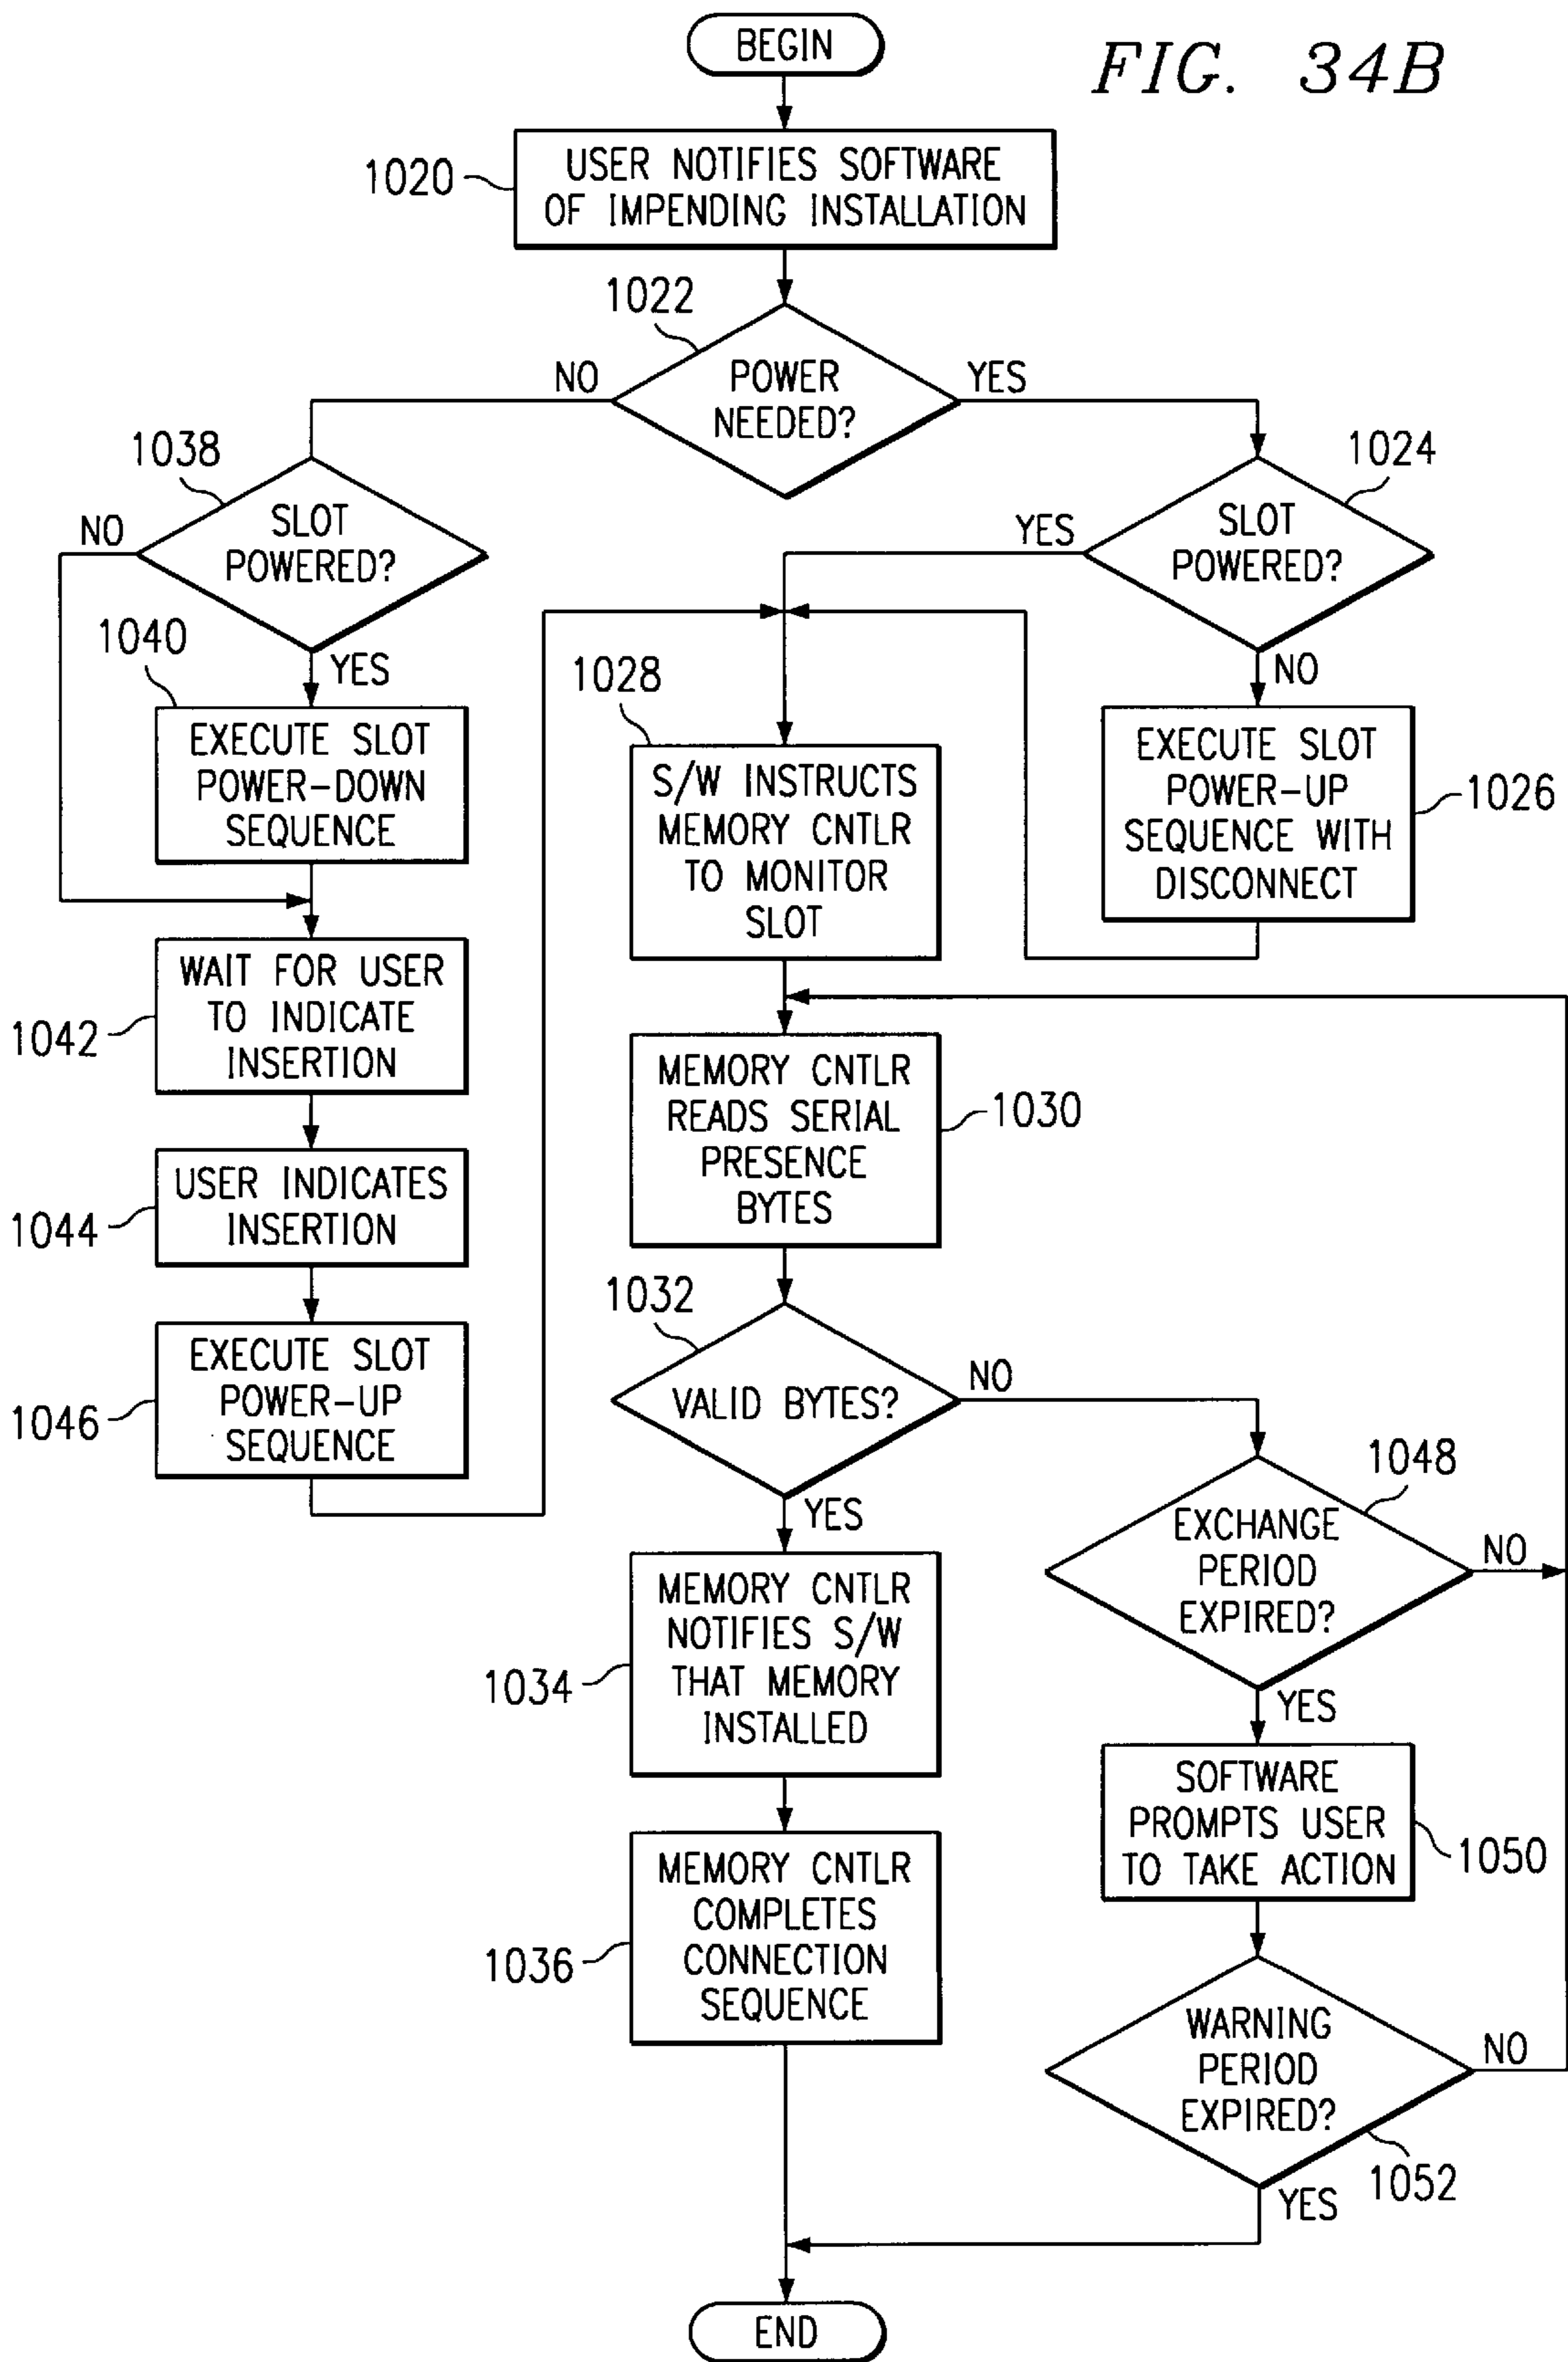 BEGIN
FIG. 34B
1020
USER NOTIFIES SOFTWARE
OF IMPENDING INSTALLATION
1022
NO
POWER
NEEDED?
YES
1038
SLOT
POWERED?
NO
YES
1024
SLOT
POWERED?
YES
NO
1040
EXECUTE SLOT
POWER-DOWN
SEQUENCE
1028
S/W INSTRUCTS
MEMORY CNTLR
TO MONITOR
SLOT
EXECUTE SLOT
POWER-UP
SEQUENCE WITH
DISCONNECT
1026
1042
WAIT FOR USER
TO INDICATE
INSERTION
MEMORY CNTLR
READS SERIAL
PRESENCE
BYTES
1030
1044
USER INDICATES
INSERTION
1046
EXECUTE SLOT
POWER-UP
SEQUENCE
1032
VALID BYTES?
NO
YES
1048
EXCHANGE
PERIOD
EXPIRED?
NO
YES
1034
MEMORY CNTLR
NOTIFIES S/W
THAT MEMORY
INSTALLED
SOFTWARE
PROMPTS USER
TO TAKE ACTION
1050
1036
MEMORY CNTLR
COMPLETES
CONNECTION
SEQUENCE
WARNING
PERIOD
EXPIRED?
NO
1052
YES
END